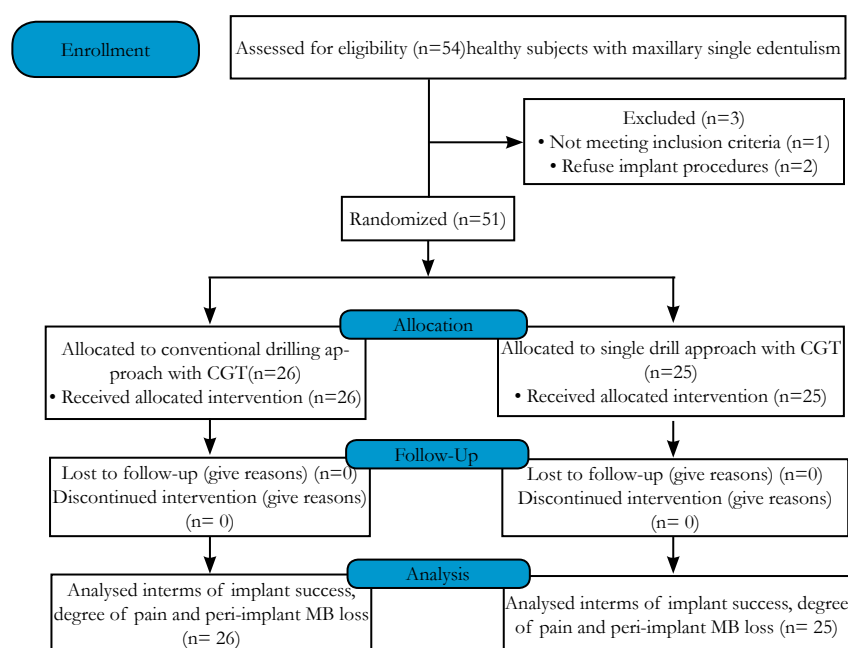 Enrollment
Assessed for eligibility (n=54)healthy subjects with maxillary single edentulism
Excluded (n=3)
• Not meeting inclusion criteria (n=1)
• Refuse implant procedures (n=2)
Randomized (n=51)
Allocation
Allocated to conventional drilling ap-
proach with CGT(n=26)
• Received allocated intervention (n=26)
Allocated to single drill approach with CGT
(n=25)
• Received allocated intervention (n=25)
Follow-Up
Lost to follow-up (give reasons) (n=0)
Discontinued intervention (give reasons)
(n= 0)
Lost to follow-up (give reasons) (n=0)
Discontinued intervention (give reasons)
(n= 0)
Analysis
Analysed interms of implant success,
degree of pain and peri-implant MB loss
(n= 26)
Analysed interms of implant success, degree
of pain and peri-implant MB loss (n= 25)